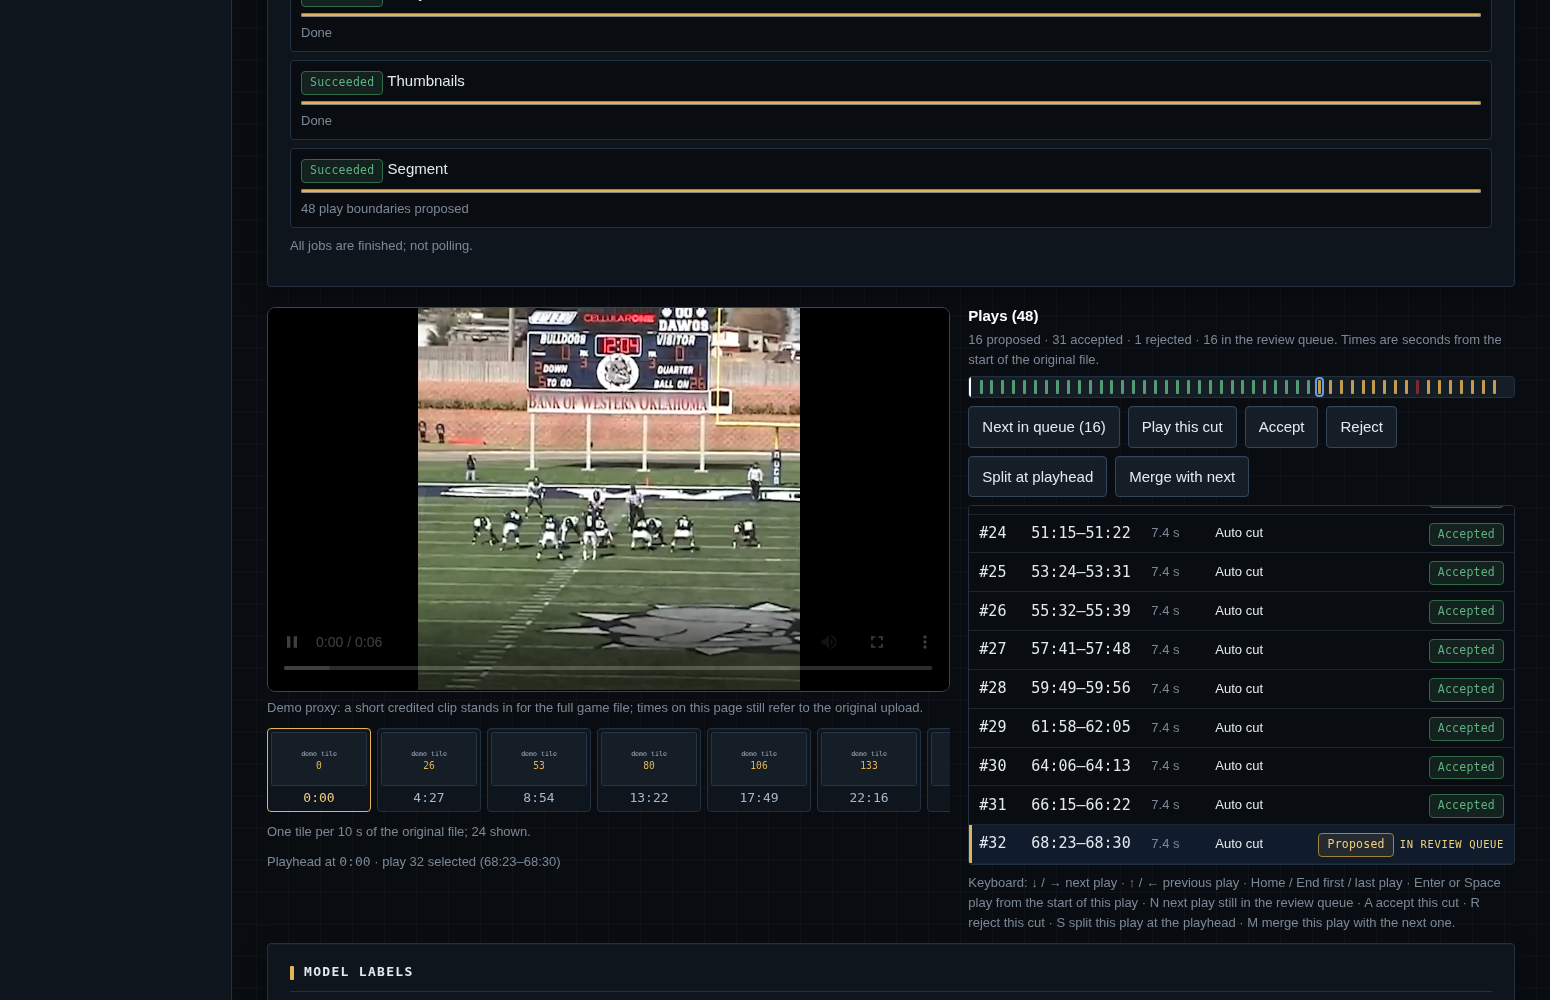 Done
Succeeded Thumbnails
Done
Succeeded Segment
48 play boundaries proposed
All jobs are finished; not polling.
CELLULARONE
DAWGS
BULLDOGS
VISITOR
12:04
DOWN
QUARTER
TO GO
BALL ON
BANK OF WESTERN OKLAHOMA
0:00 / 0:06
Demo proxy: a short credited clip stands in for the full game file; times on this page still refer to the original upload.
demo tile demo tile demo tile demo tile demo tile demo tile
0 26 53 80 106 133
0:00 4:27 8:54 13:22 17:49 22:16
One tile per 10 s of the original file; 24 shown.
Playhead at 0:00 · play 32 selected (68:23–68:30)
Plays (48)
16 proposed · 31 accepted · 1 rejected · 16 in the review queue. Times are seconds from the
start of the original file.
Next in queue (16) Play this cut Accept Reject
Split at playhead Merge with next
#24 51:15–51:22 7.4 s Auto cut Accepted
#25 53:24–53:31 7.4 s Auto cut Accepted
#26 55:32–55:39 7.4 s Auto cut Accepted
#27 57:41–57:48 7.4 s Auto cut Accepted
#28 59:49–59:56 7.4 s Auto cut Accepted
#29 61:58–62:05 7.4 s Auto cut Accepted
#30 64:06–64:13 7.4 s Auto cut Accepted
#31 66:15–66:22 7.4 s Auto cut Accepted
#32 68:23–68:30 7.4 s Auto cut Proposed IN REVIEW QUEUE
Keyboard: ↓ / → next play · ↑ / ← previous play · Home / End first / last play · Enter or Space
play from the start of this play · N next play still in the review queue · A accept this cut · R
reject this cut · S split this play at the playhead · M merge this play with the next one.
MODEL LABELS